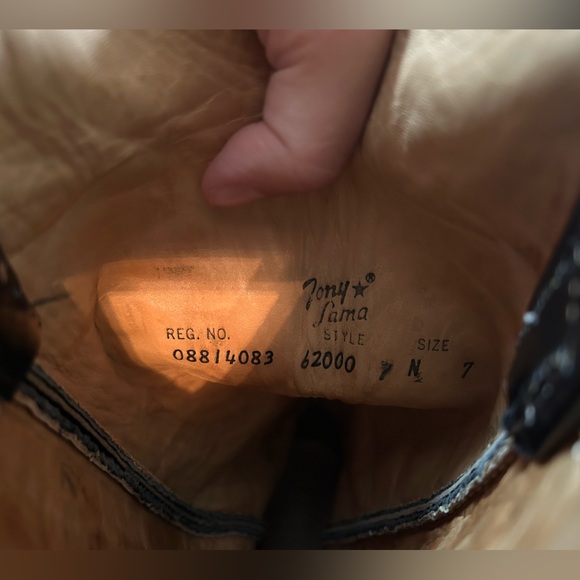 Tony★®
Lama
REG. NO. STYLE SIZE
08814083 62000 7 N 7